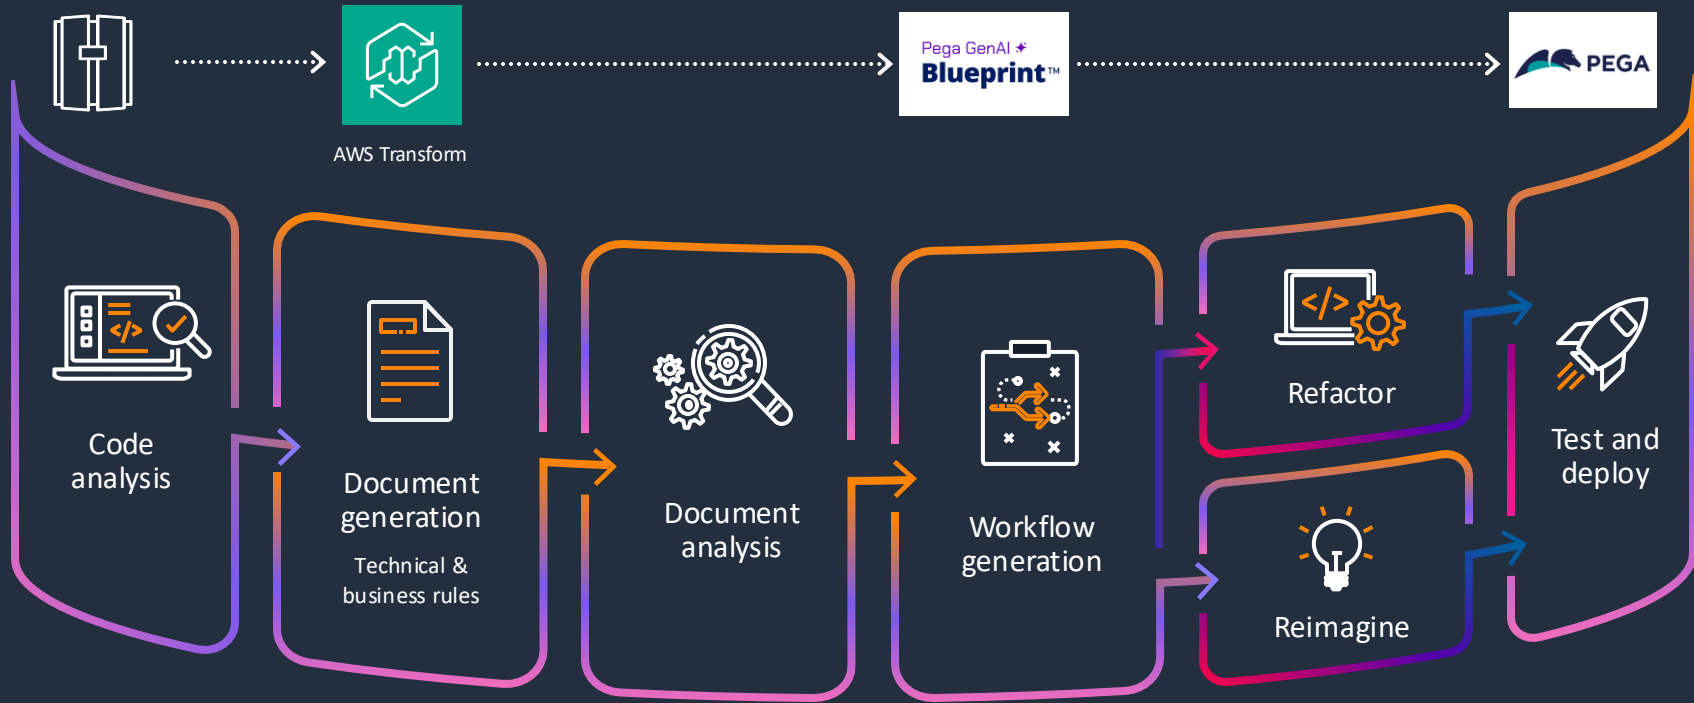 Pega GenAI
Blueprint™
PEGA
AWS Transform
</>
Code
analysis
Document
generation
Technical &
business rules
Document
analysis
Workflow
generation
</>
Refactor
Reimagine
Test and
deploy